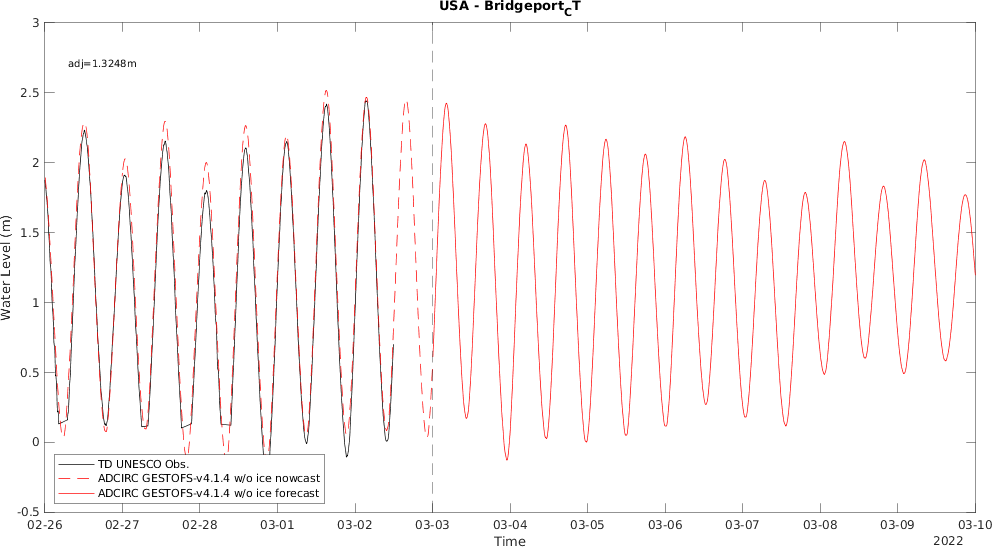 USA - Bridgeport_CT
3
2.5
2
1.5
1
0.5
0
-0.5
Water Level (m)
adj=1.3248m
TD UNESCO Obs.
ADCIRC GESTOFS-v4.1.4 w/o ice nowcast
ADCIRC GESTOFS-v4.1.4 w/o ice forecast
02-26 02-27 02-28 03-01 03-02 03-03 03-04 03-05 03-06 03-07 03-08 03-09 03-10
Time
2022